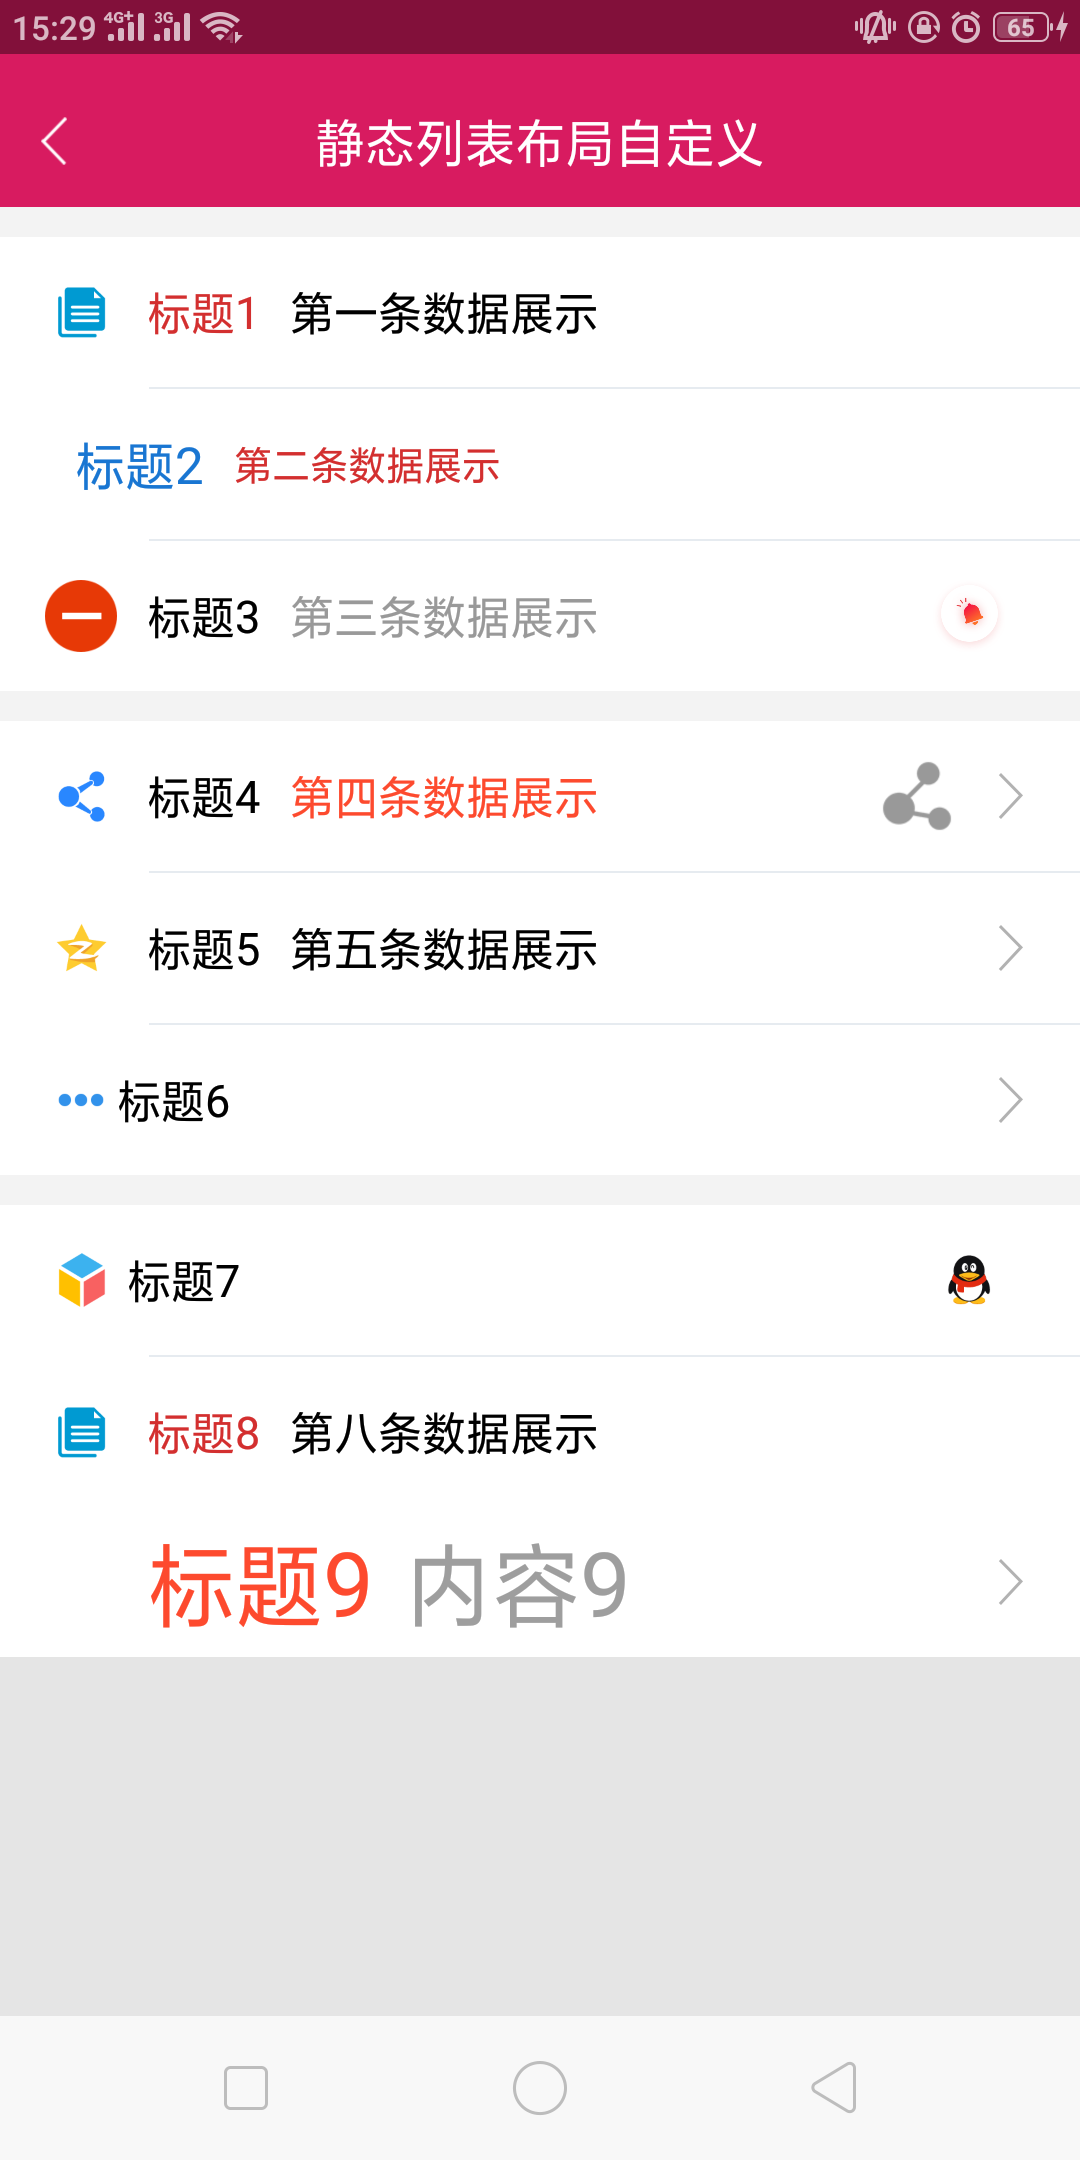 15:29 4G+ 3G 65
静态列表布局自定义
标题1 第一条数据展示
标题2 第二条数据展示
标题3 第三条数据展示
标题4 第四条数据展示
标题5 第五条数据展示
标题6
标题7
标题8 第八条数据展示
标题9 内容9